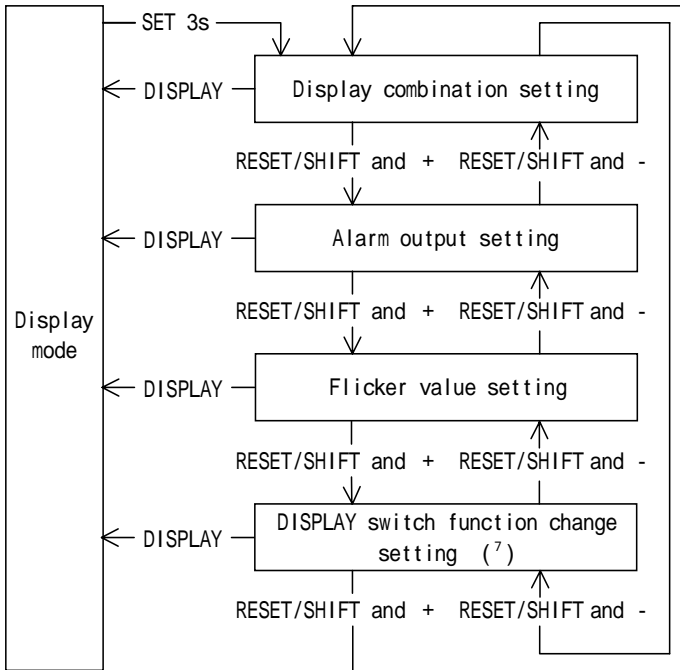 SET 3s
DISPLAY
Display combination setting
RESET/SHIFT and + RESET/SHIFT and -
DISPLAY
Alarm output setting
RESET/SHIFT and + RESET/SHIFT and -
Display
mode
DISPLAY
Flicker value setting
RESET/SHIFT and + RESET/SHIFT and -
DISPLAY
DISPLAY switch function change
setting (⁷)
RESET/SHIFT and + RESET/SHIFT and -